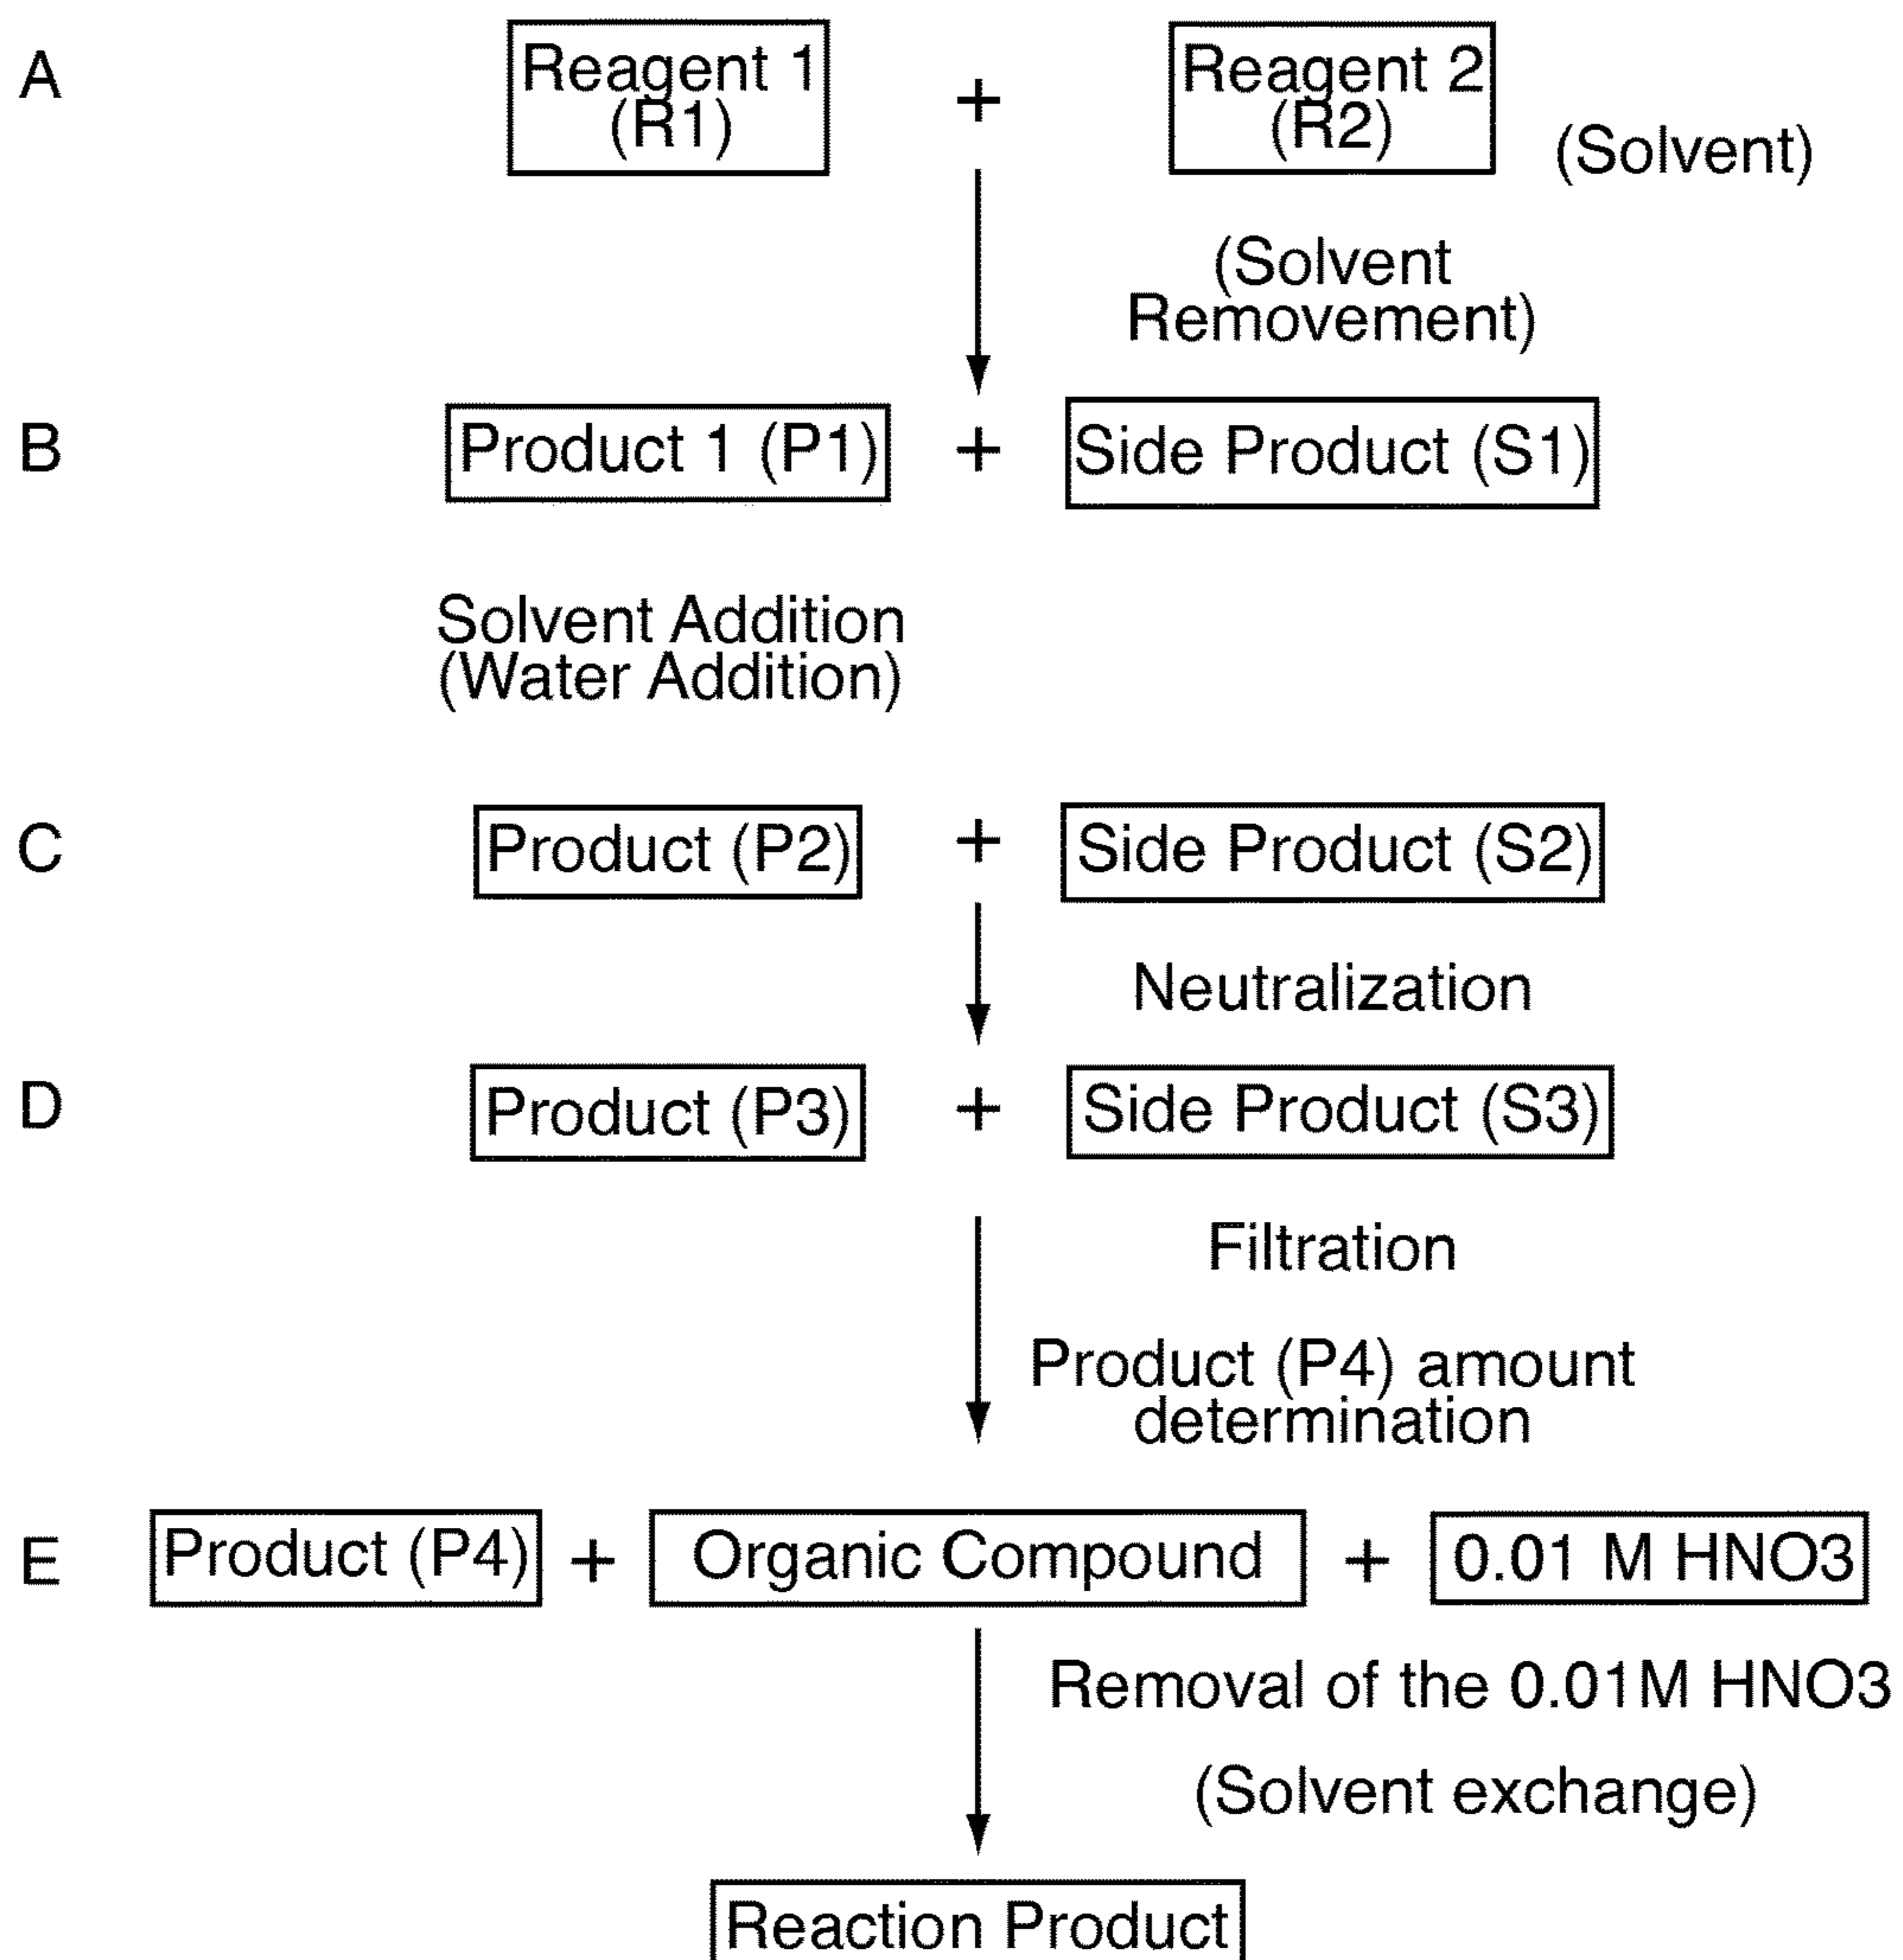 A
Reagent 1
(R1)
+
Reagent 2
(R2)
(Solvent)
(Solvent
Removement)
B
Product 1 (P1)
+
Side Product (S1)
Solvent Addition
(Water Addition)
C
Product (P2)
+
Side Product (S2)
Neutralization
D
Product (P3)
+
Side Product (S3)
Filtration
Product (P4) amount
determination
E
Product (P4)
+
Organic Compound
+
0.01 M HNO3
Removal of the 0.01M HNO3
(Solvent exchange)
Reaction Product